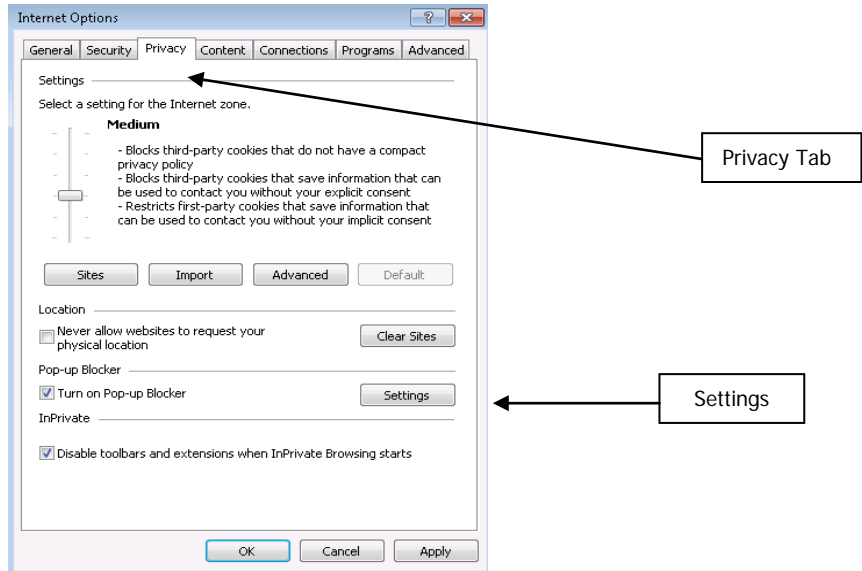 Internet Options
General Security Privacy Content Connections Programs Advanced
Settings
Select a setting for the Internet zone.
Medium
- Blocks third-party cookies that do not have a compact
privacy policy
- Blocks third-party cookies that save information that can
be used to contact you without your explicit consent
- Restricts first-party cookies that save information that
can be used to contact you without your implicit consent
Sites Import Advanced Default
Location
Never allow websites to request your
physical location
Clear Sites
Pop-up Blocker
Turn on Pop-up Blocker
Settings
InPrivate
Disable toolbars and extensions when InPrivate Browsing starts
OK Cancel Apply
Privacy Tab
Settings